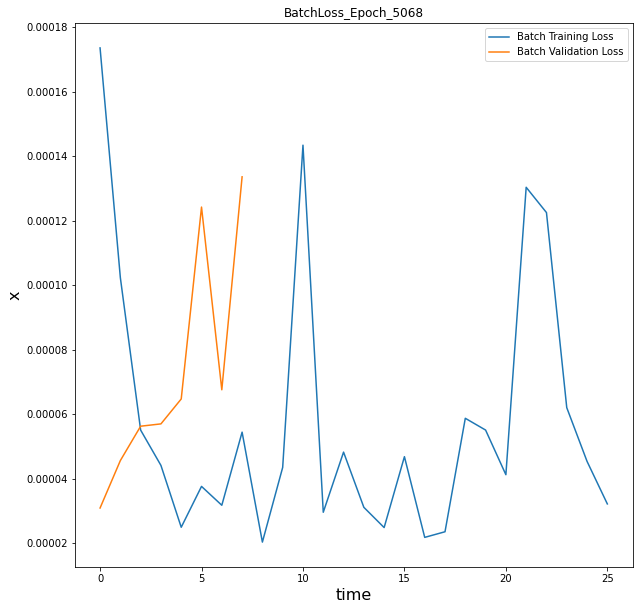 BatchLoss_Epoch_5068
Batch Training Loss
Batch Validation Loss
0.00018
0.00016
0.00014
0.00012
0.00010
0.00008
0.00006
0.00004
0.00002
x
0 5 10 15 20 25
time